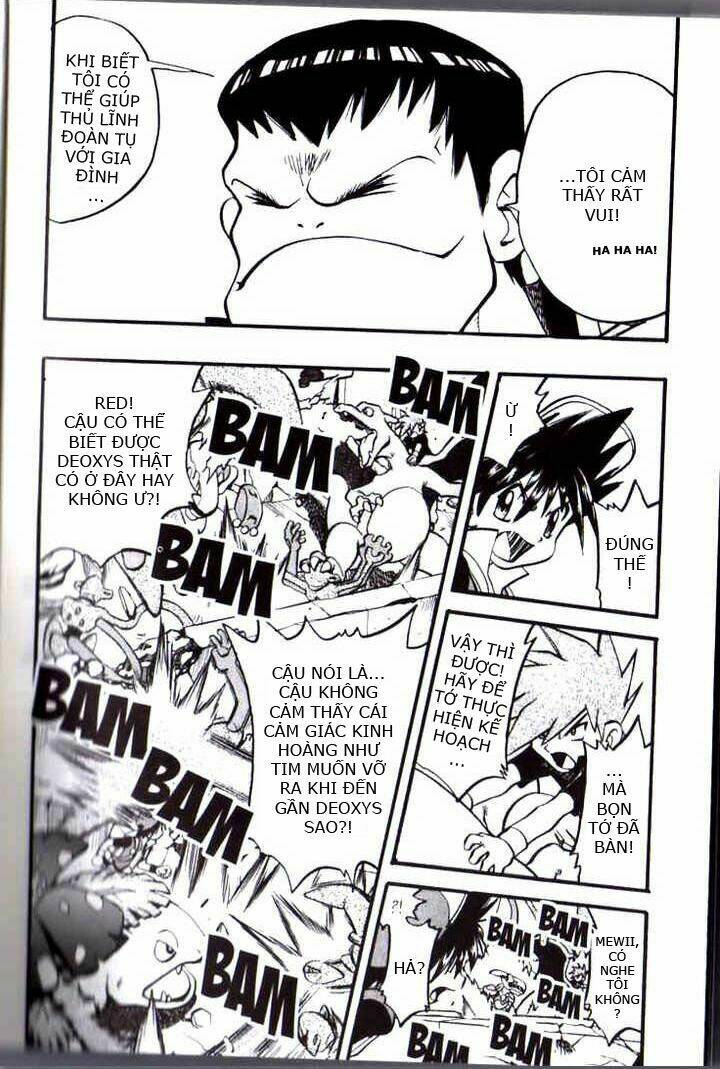 KHI BIẾT
TÔI CÓ
THỂ GIÚP
THỦ LĨNH
ĐOÀN TỤ
VỚI GIA
ĐÌNH
...
...TÔI CẢM
THẤY RẤT
VUI!
HA HA HA!
RED!
CẬU CÓ THỂ
BIẾT ĐƯỢC
DEOXYS THẬT
CÓ Ở ĐÂY HAY
KHÔNG Ư?!
BAM
BAM
BAM
Ừ
!
ĐÚNG
THẾ
!
CẬU NÓI LÀ...
CẬU KHÔNG
CẢM THẤY CÁI
CẢM GIÁC KINH
HOÀNG NHƯ
TIM MUỐN VỠ
RA KHI ĐẾN
GẦN DEOXYS
SAO?!
BAM
BAM
BAM
VẬY THÌ
ĐƯỢC!
HÃY ĐỂ
TỚ THỰC
HIỆN KẾ
HOẠCH
...
...
MÀ
BỌN
TỚ ĐÃ
BÀN!
?!
HẢ?
BAM
BAM
BAM
BAM
MEWII,
CÓ
NGHE
TÔI
KHÔNG
?